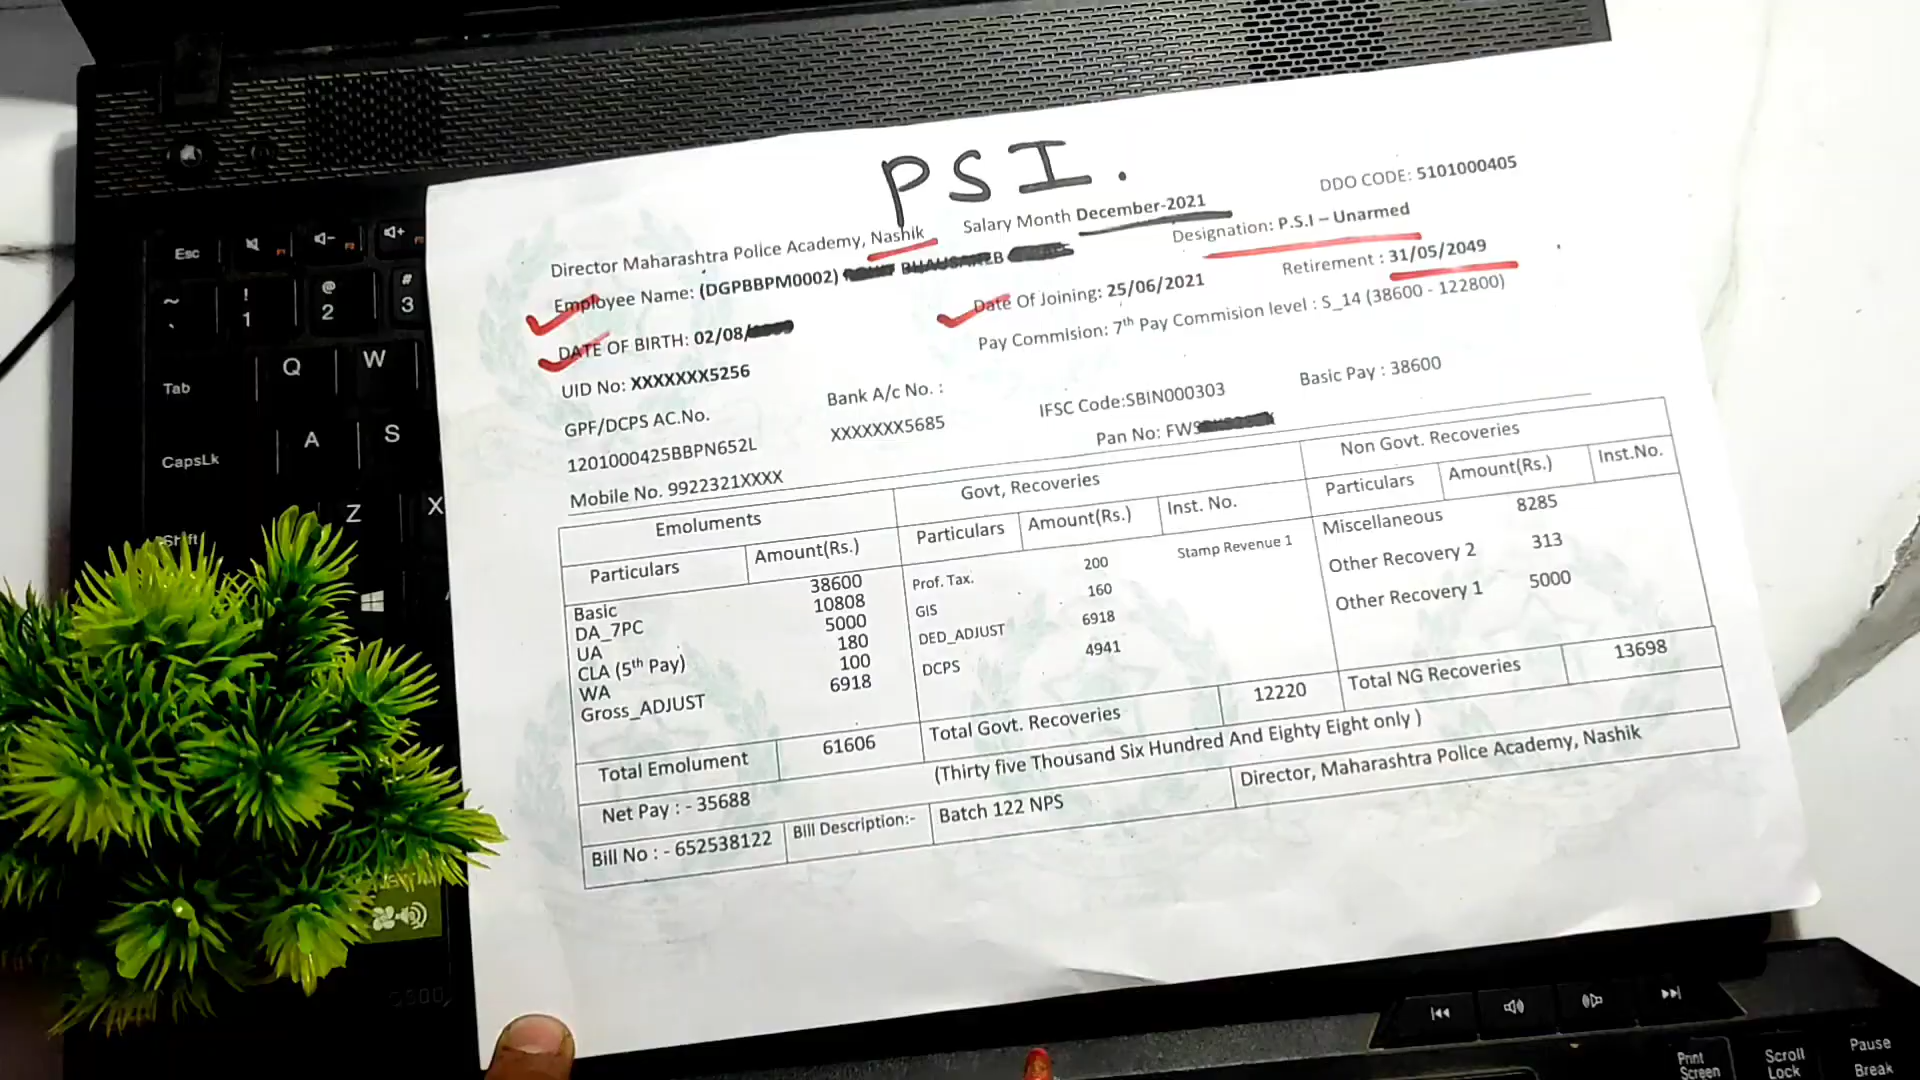 PSI.
DDO CODE: 5101000405
Director Maharashtra Police Academy, Nashik Salary Month December-2021
Employee Name: (DGPBBPM0002) Designation: P.S.I – Unarmed
DATE OF BIRTH: 02/08/ Date Of Joining: 25/06/2021 Retirement : 31/05/2049
UID No: XXXXXXX5256 Pay Commision: 7th Pay Commision level : S_14 (38600 - 122800)
GPF/DCPS AC.No. Bank A/c No. : IFSC Code:SBIN000303 Basic Pay : 38600
1201000425BBPN652L XXXXXXX5685 Pan No:
Mobile No. 9922321XXXX
Emoluments Govt, Recoveries Non Govt. Recoveries
Particulars Amount(Rs.) Particulars Amount(Rs.) Inst. No. Particulars Amount(Rs.) Inst.No.
Basic 38600 Prof. Tax. 200 Stamp Revenue 1 Miscellaneous 8285
DA_7PC 10808 GIS 160 Other Recovery 2 313
UA 5000 DED_ADJUST 6918 Other Recovery 1 5000
CLA (5th Pay) 180 DCPS 4941
WA 100
Gross_ADJUST 6918
Total Emolument 61606 Total Govt. Recoveries 12220 Total NG Recoveries 13698
Net Pay : - 35688 (Thirty five Thousand Six Hundred And Eighty Eight only )
Bill No : - 652538122 Bill Description:- Batch 122 NPS Director, Maharashtra Police Academy, Nashik
Esc
~ ` ! 1 @ 2 # 3
Tab Q W
CapsLk A S
Shift Z X
Print Screen
Scroll Lock
Pause Break